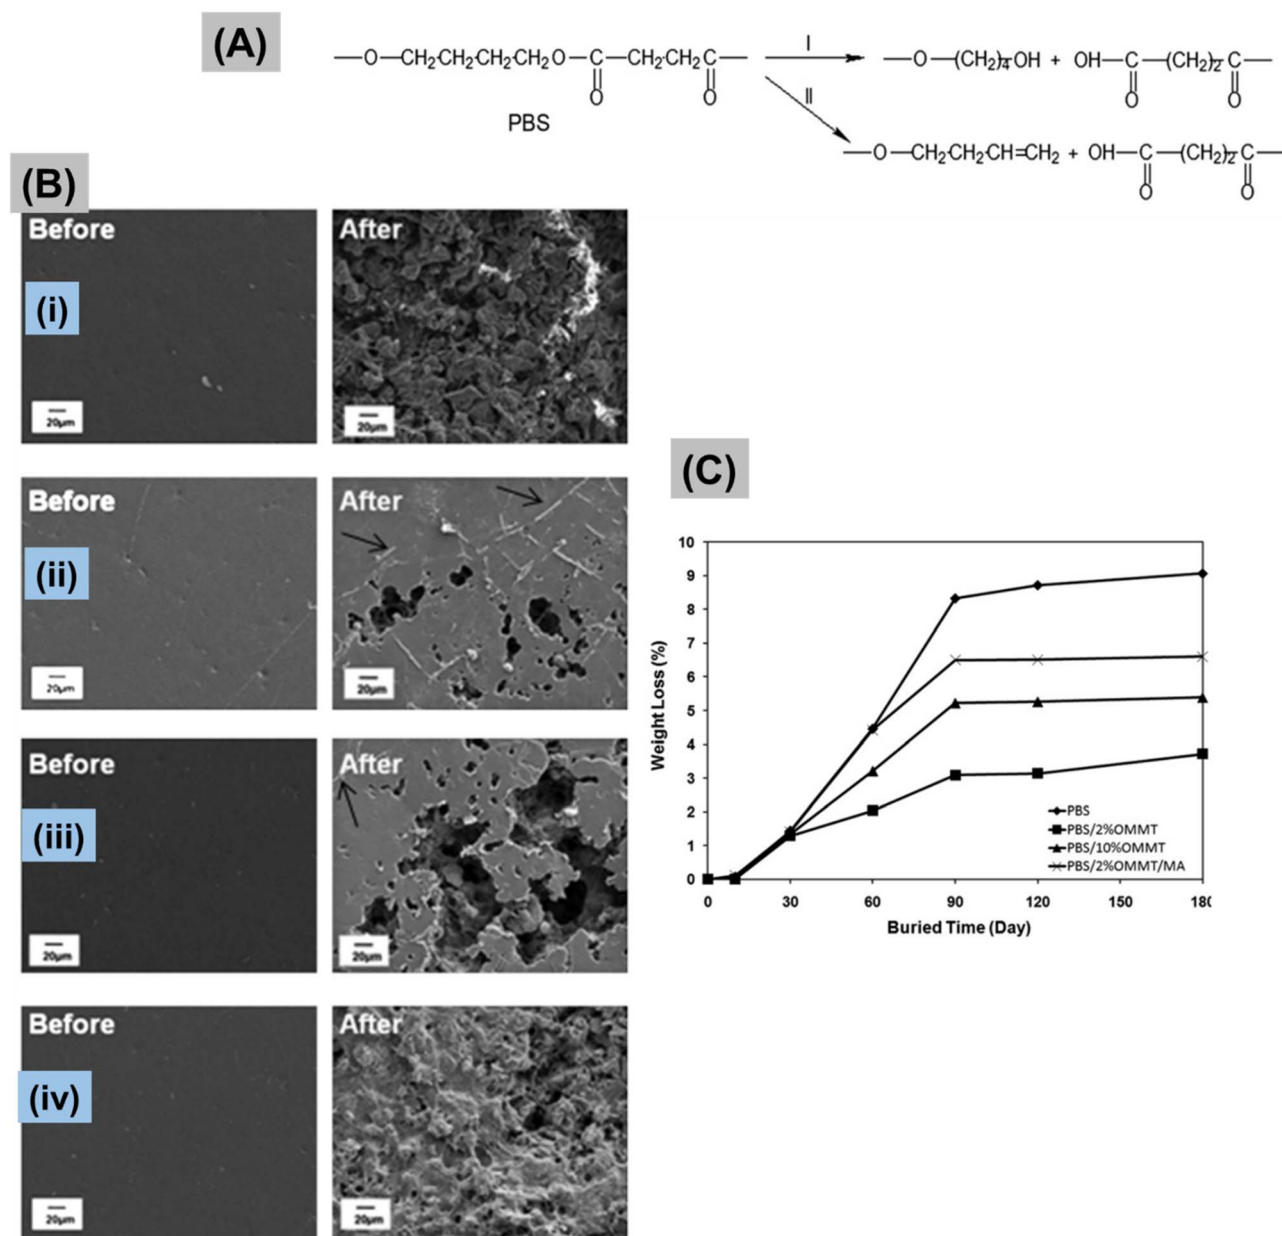 (A)
—O—CH₂CH₂CH₂CH₂O—C—CH₂CH₂C—
O O
PBS
I
—O—(CH₂)₄OH + OH—C—(CH₂)₂C—
O O
II
—O—CH₂CH₂CH=CH₂ + OH—C—(CH₂)₂C—
O O
(B)
Before
After
(i)
20µm
20µm
Before
After
(ii)
20µm
20µm
Before
After
(iii)
20µm
20µm
Before
After
(iv)
20µm
20µm
(C)
Weight Loss (%)
10
9
8
7
6
5
4
3
2
1
0
PBS
PBS/2%OMMT
PBS/10%OMMT
PBS/2%OMMT/MA
0 30 60 90 120 150
Buried Time (Day)